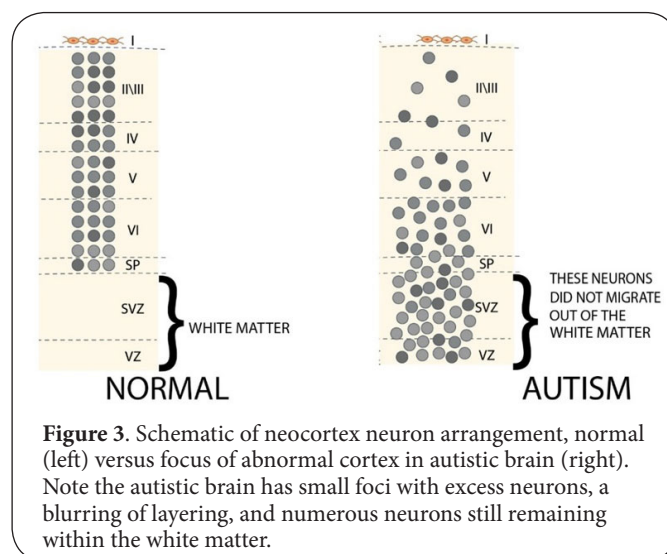 I
II\III
IV
V
VI
SP
SVZ
VZ
WHITE MATTER
NORMAL
I
II\III
IV
V
VI
SP
SVZ
VZ
THESE NEURONS
DID NOT MIGRATE
OUT OF THE
WHITE MATTER
AUTISM
Figure 3. Schematic of neocortex neuron arrangement, normal
(left) versus focus of abnormal cortex in autistic brain (right).
Note the autistic brain has small foci with excess neurons, a
blurring of layering, and numerous neurons still remaining
within the white matter.